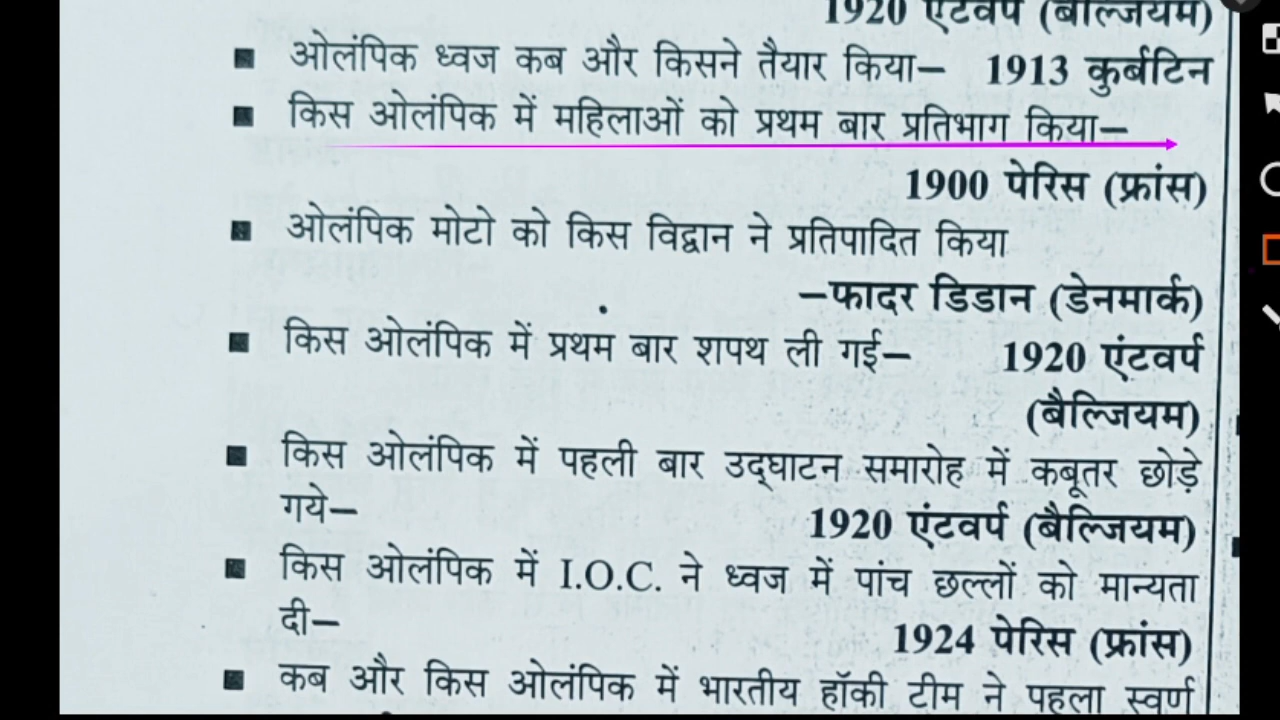 1920 एंटवर्प (बैल्जियम)
■ ओलंपिक ध्वज कब और किसने तैयार किया– 1913 कुर्बटिन
■ किस ओलंपिक में महिलाओं को प्रथम बार प्रतिभाग किया–
1900 पेरिस (फ्रांस)
■ ओलंपिक मोटो को किस विद्वान ने प्रतिपादित किया
–फादर डिडान (डेनमार्क)
■ किस ओलंपिक में प्रथम बार शपथ ली गई– 1920 एंटवर्प
(बैल्जियम)
■ किस ओलंपिक में पहली बार उद्घाटन समारोह में कबूतर छोड़े
गये– 1920 एंटवर्प (बैल्जियम)
■ किस ओलंपिक में I.O.C. ने ध्वज में पांच छल्लों को मान्यता
दी– 1924 पेरिस (फ्रांस)
■ कब और किस ओलंपिक में भारतीय हॉकी टीम ने पहला स्वर्ण